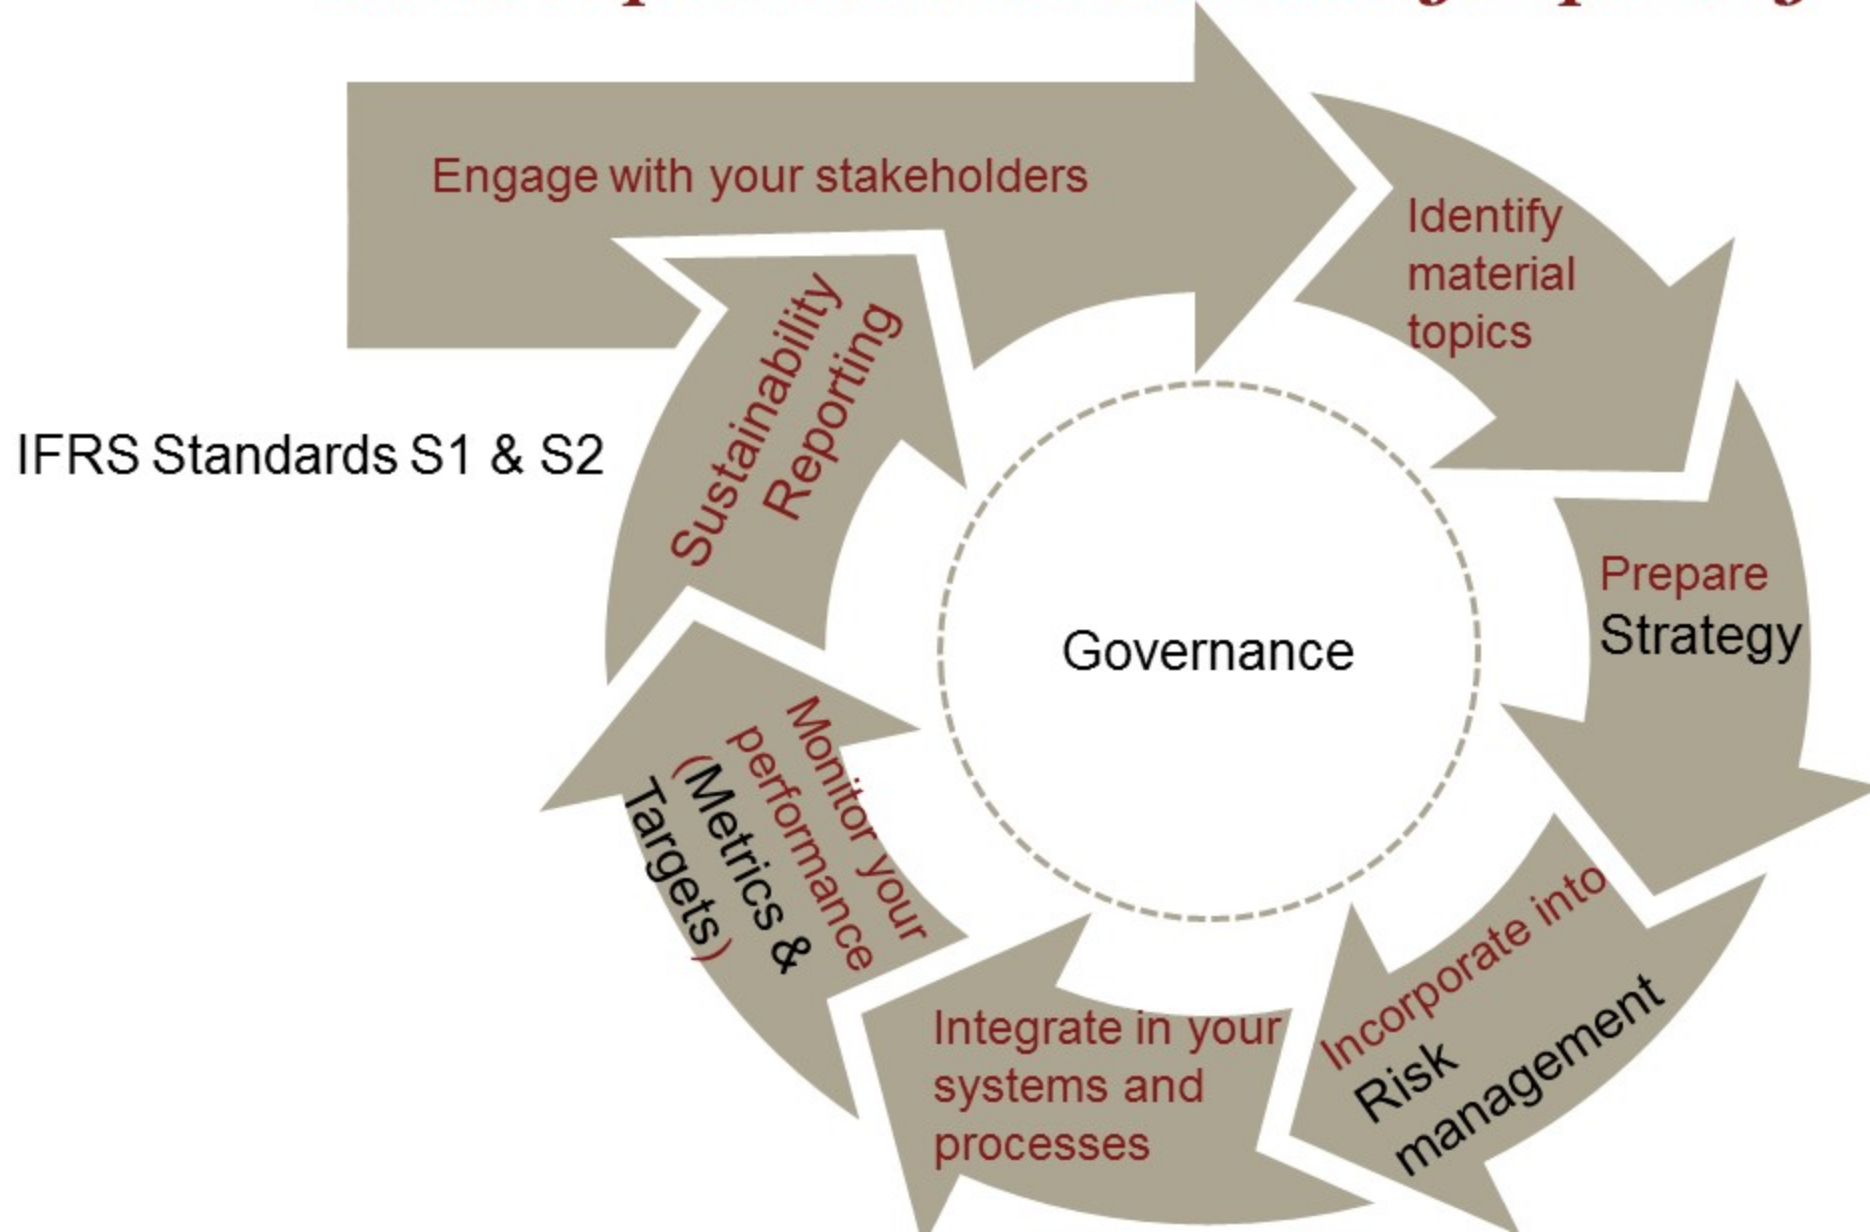 Engage with your stakeholders
Identify
material
topics
Prepare
Strategy
Incorporate into
Risk
management
Integrate in your
systems and
processes
Monitor your
performance
(Metrics &
Targets)
Sustainability
Reporting
IFRS Standards S1 & S2
Governance